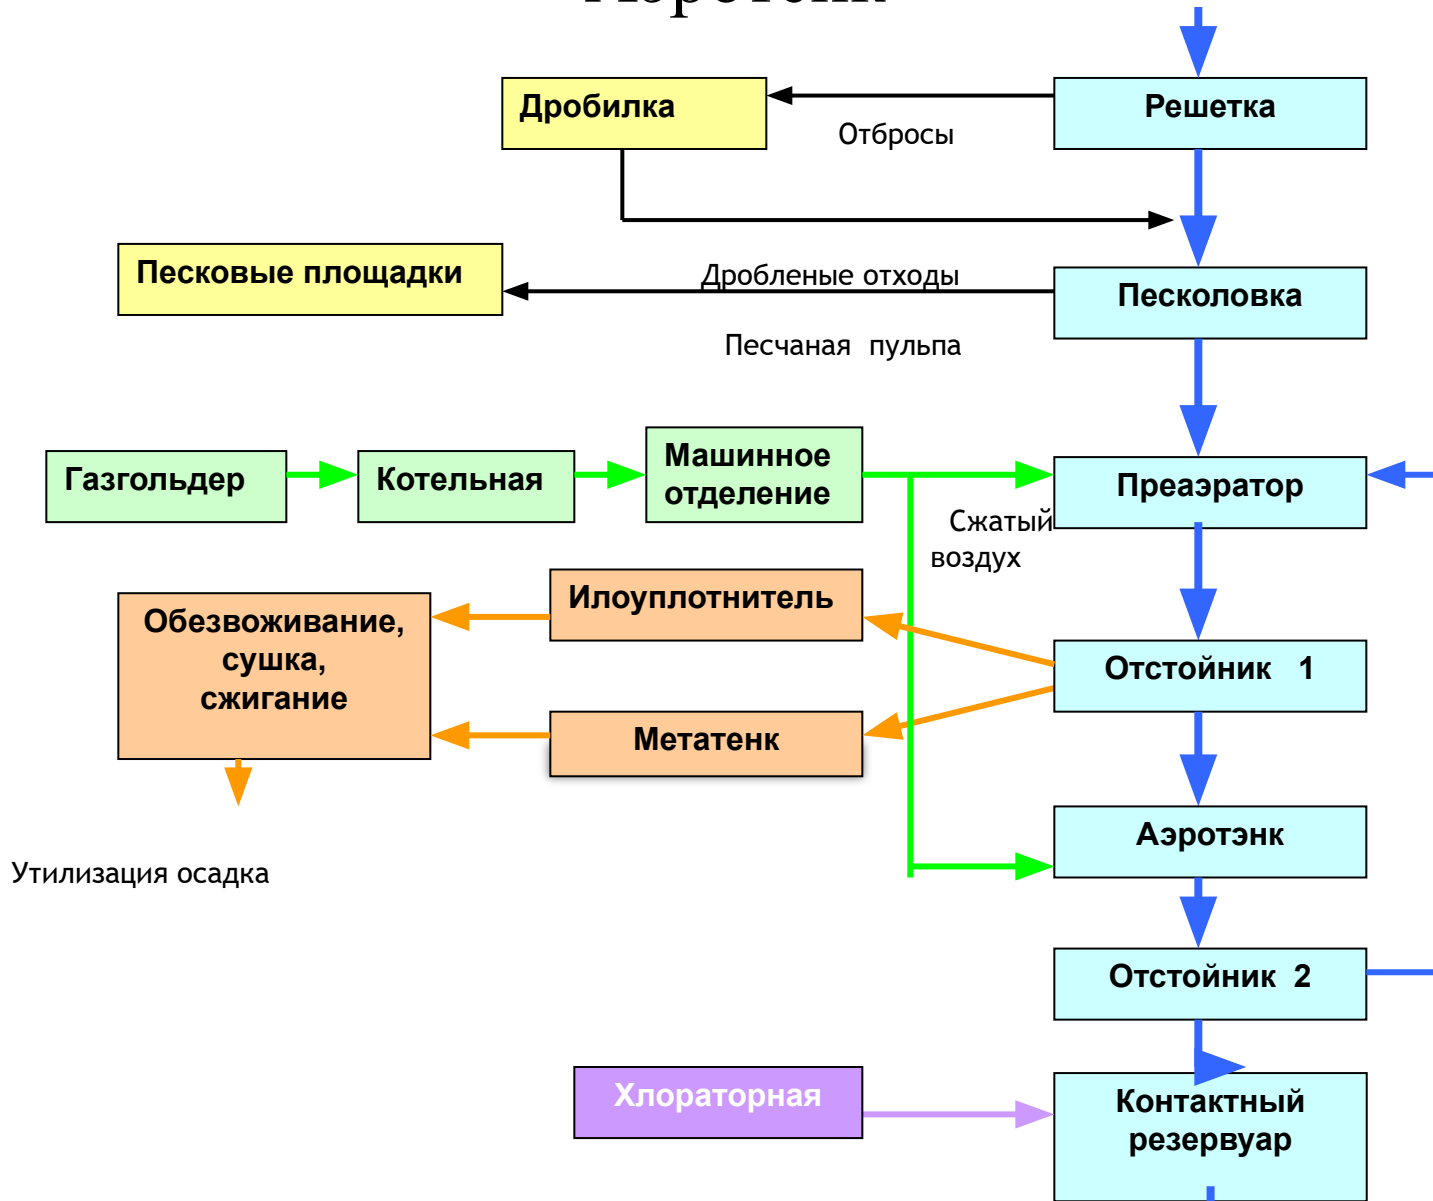 Дробилка
Решетка
Отбросы
Песковые площадки
Дробленые отходы
Песколовка
Песчаная пульпа
Газгольдер
Котельная
Машинное
отделение
Преаэратор
Сжатый
воздух
Илоуплотнитель
Обезвоживание,
сушка,
сжигание
Отстойник 1
Метатенк
Аэротэнк
Утилизация осадка
Отстойник 2
Хлораторная
Контактный
резервуар